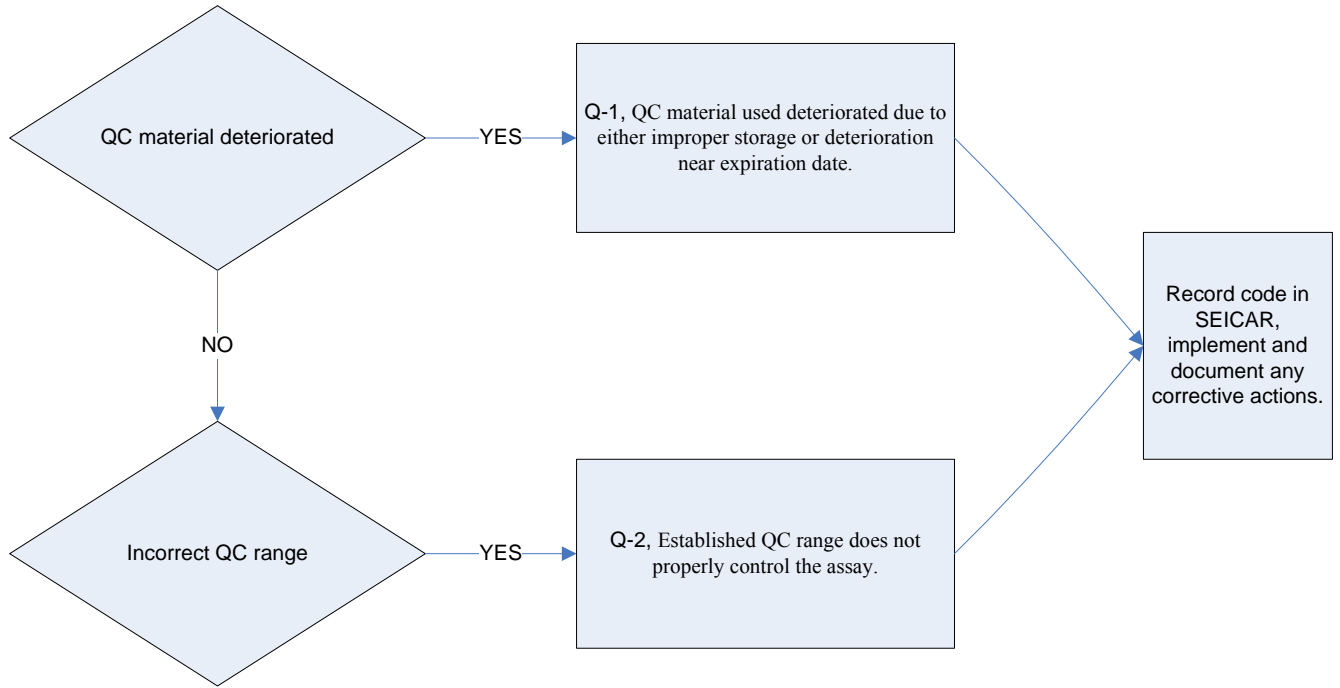 QC material deteriorated
YES
Q-1, QC material used deteriorated due to
either improper storage or deterioration
near expiration date.
Record code in
SEICAR,
implement and
document any
corrective actions.
NO
Incorrect QC range
YES
Q-2, Established QC range does not
properly control the assay.